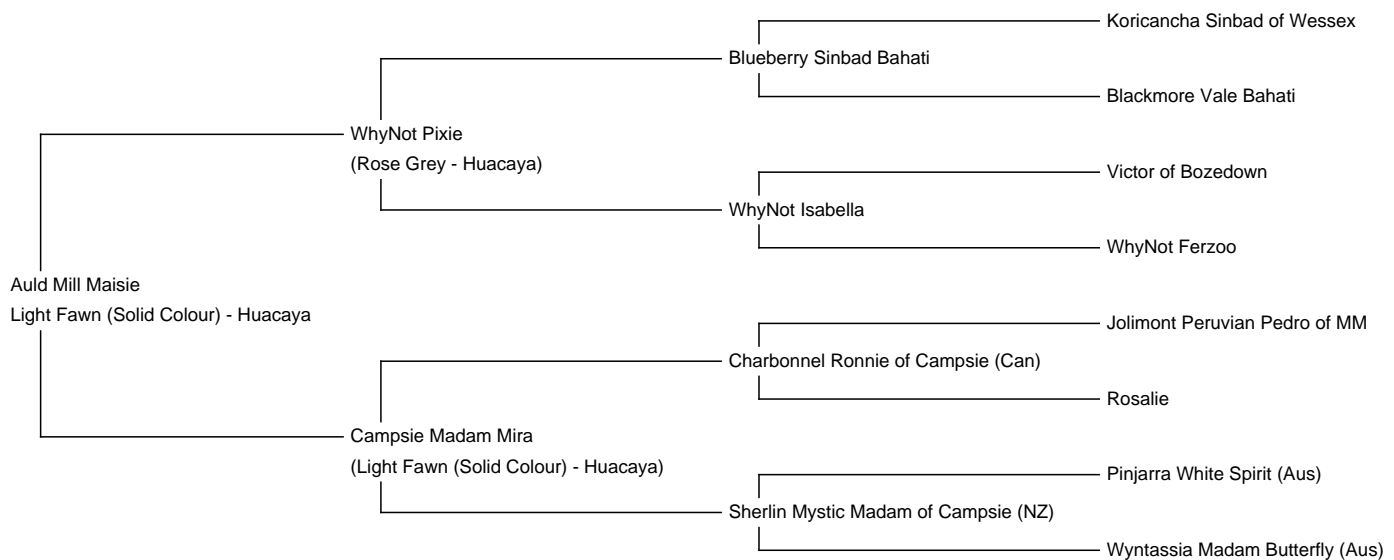 Koricancha Sinbad of Wessex
Blueberry Sinbad Bahati
Blackmore Vale Bahati
WhyNot Pixie
(Rose Grey - Huacaya)
Victor of Bozedown
WhyNot Isabella
WhyNot Ferzoo
Auld Mill Maisie
Light Fawn (Solid Colour) - Huacaya
Jolimont Peruvian Pedro of MM
Charbonnel Ronnie of Campsie (Can)
Rosalie
Campsie Madam Mira
(Light Fawn (Solid Colour) - Huacaya)
Pinjarra White Spirit (Aus)
Sherlin Mystic Madam of Campsie (NZ)
Wyntassia Madam Butterfly (Aus)